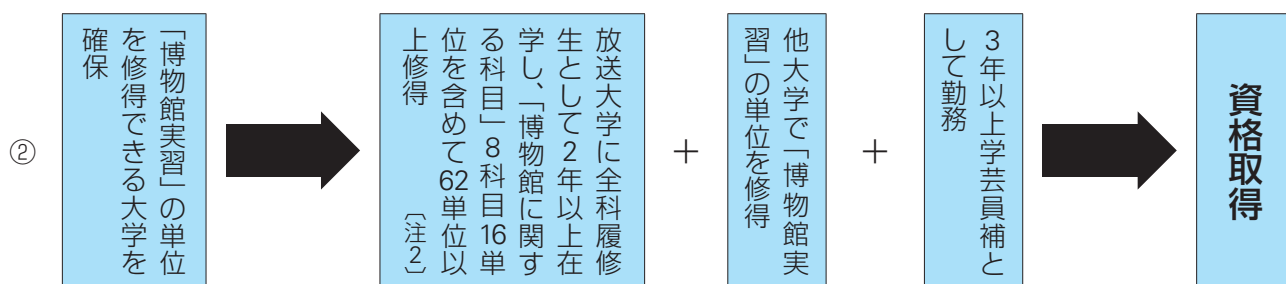 ②
「博物館実習」の単位
を修得できる大学を
確保
放送大学に全科履修
生として2年以上在
学し、「博物館に関す
る科目」8科目16単
位を含めて62単位以
上修得
〔注2〕
＋
他大学で「博物館実
習」の単位を修得
＋
3年以上学芸員補と
して勤務
資格取得